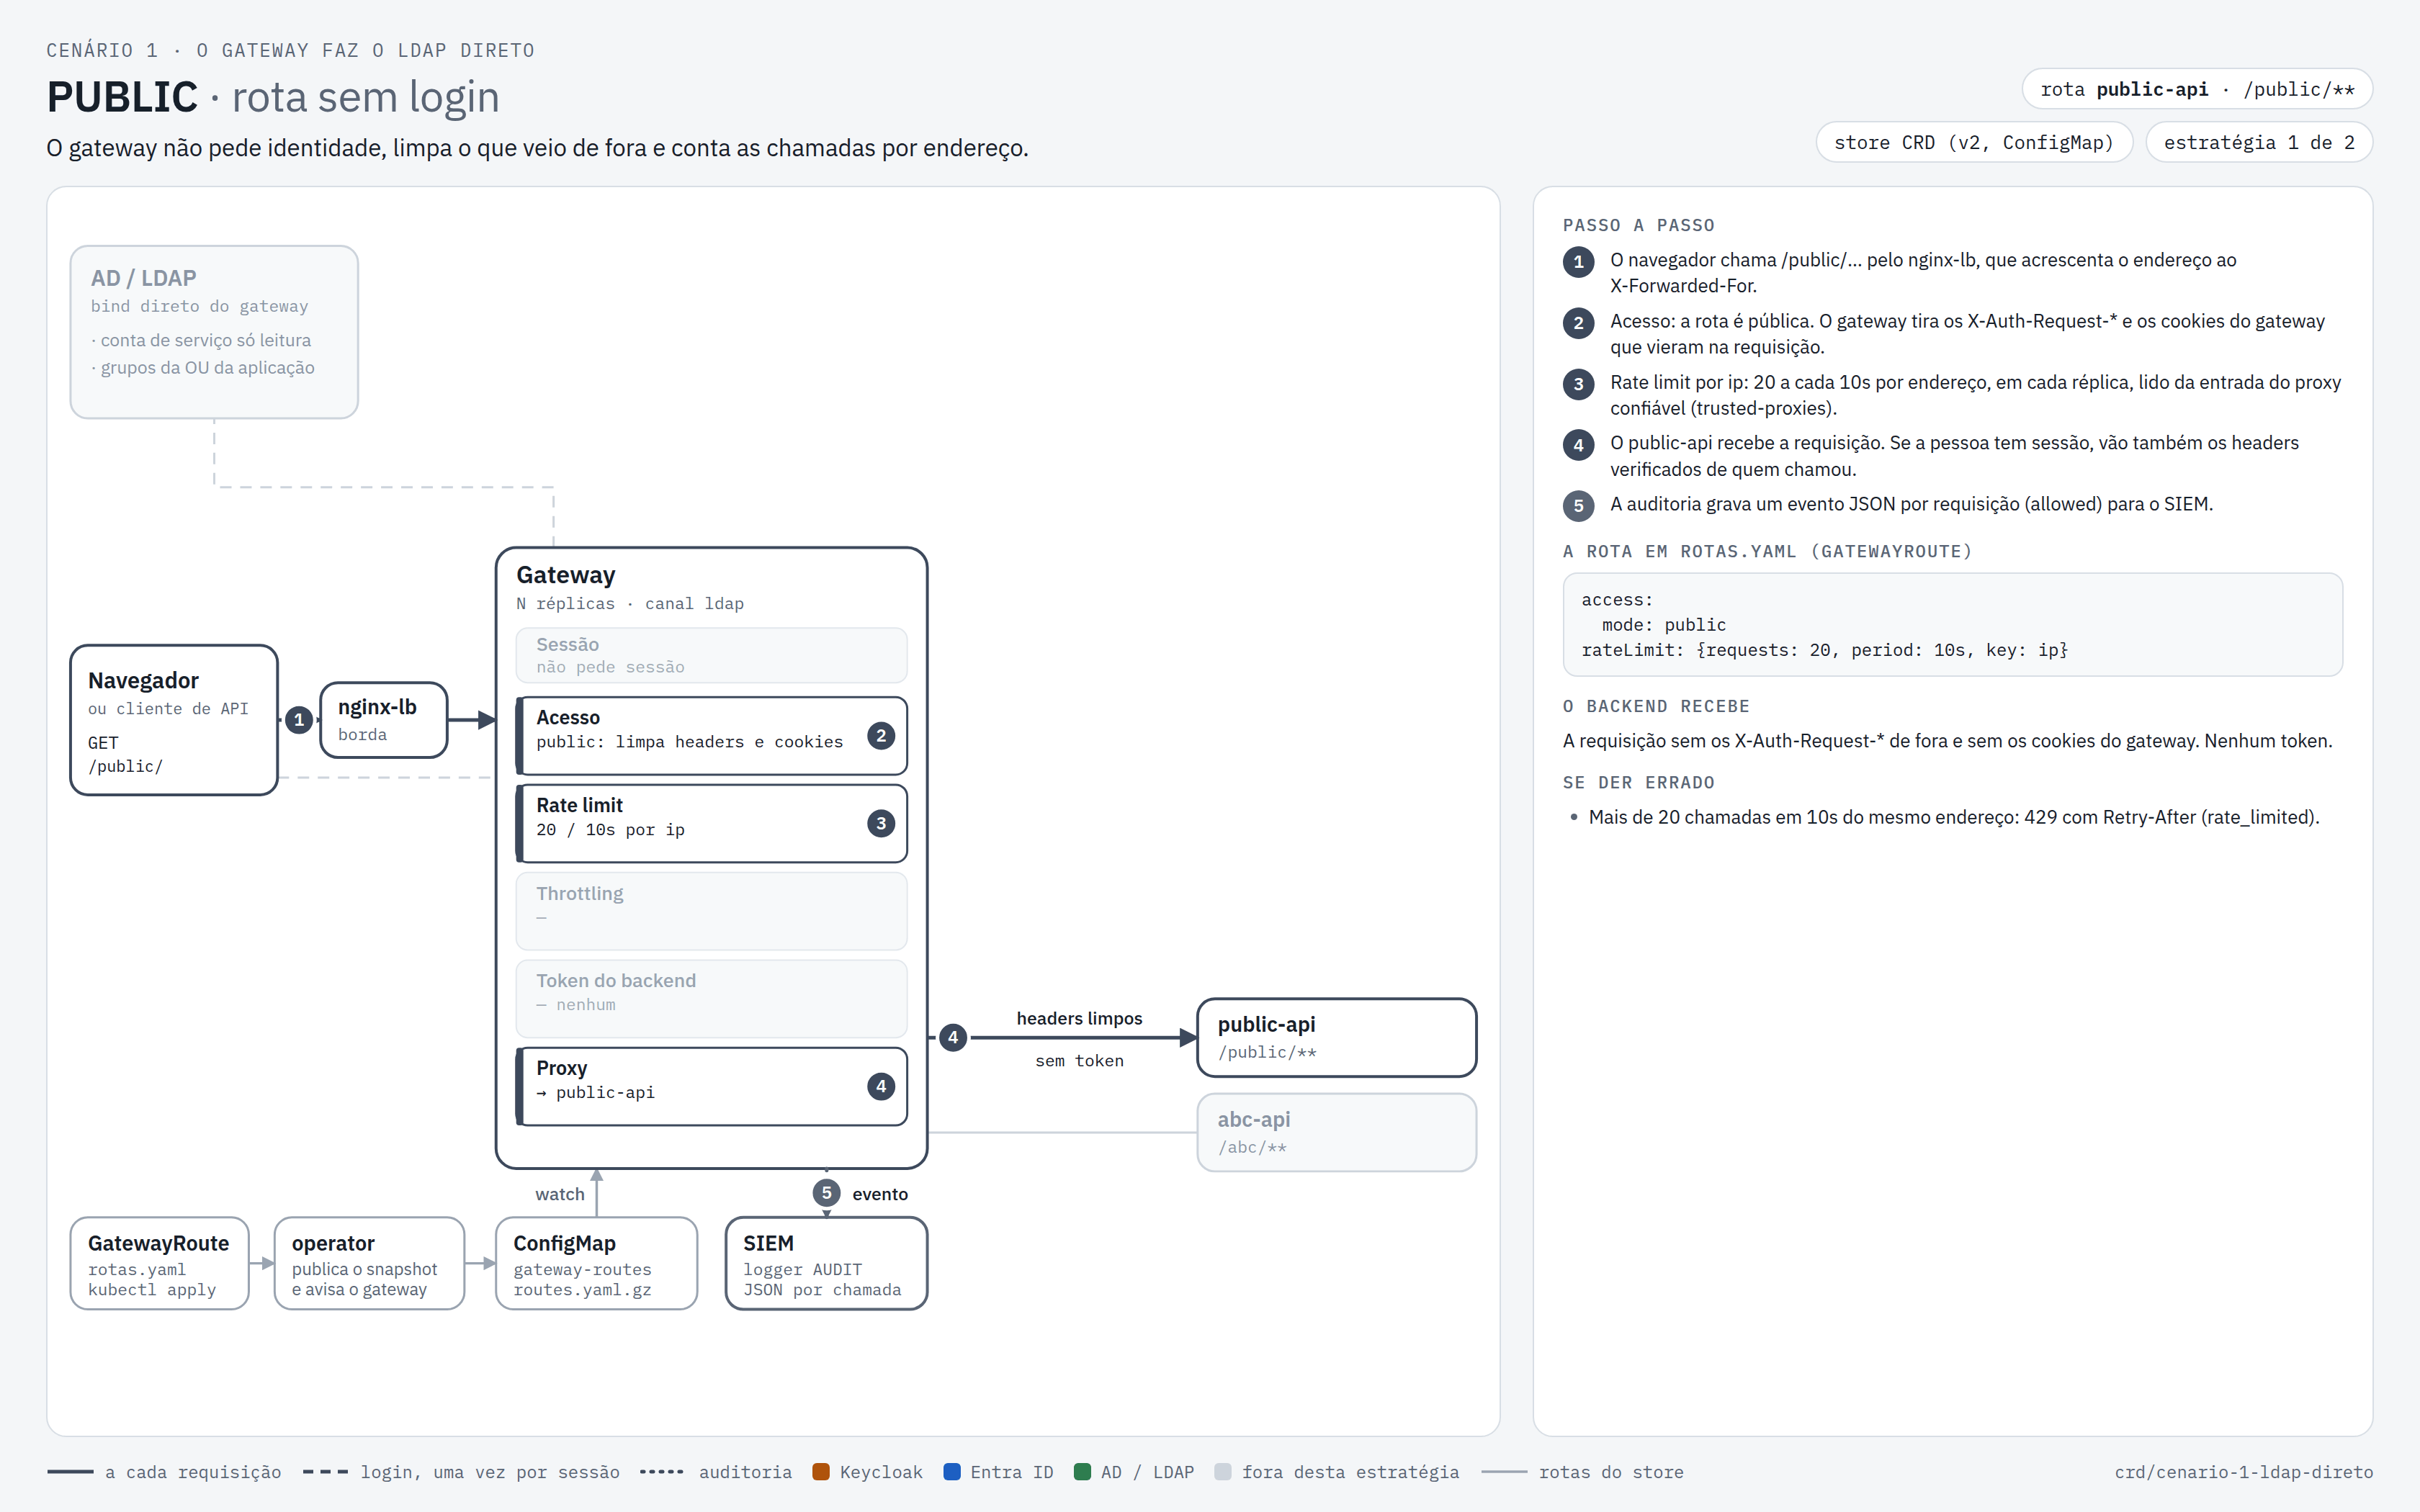 CENÁRIO 1 · O GATEWAY FAZ O LDAP DIRETO
PUBLIC · rota sem login
O gateway não pede identidade, limpa o que veio de fora e conta as chamadas por endereço.
rota public-api · /public/**
store CRD (v2, ConfigMap)
estratégia 1 de 2
AD / LDAP
bind direto do gateway
· conta de serviço só leitura
· grupos da OU da aplicação
Navegador
ou cliente de API
GET
/public/
1
nginx-lb
borda
Gateway
N réplicas · canal ldap
Sessão
não pede sessão
Acesso
public: limpa headers e cookies
2
Rate limit
20 / 10s por ip
3
Throttling
—
Token do backend
— nenhum
Proxy
→ public-api
4
4
headers limpos
sem token
public-api
/public/**
abc-api
/abc/**
watch
5
evento
GatewayRoute
rotas.yaml
kubectl apply
operator
publica o snapshot
e avisa o gateway
ConfigMap
gateway-routes
routes.yaml.gz
SIEM
logger AUDIT
JSON por chamada
PASSO A PASSO
1 O navegador chama /public/... pelo nginx-lb, que acrescenta o endereço ao
X-Forwarded-For.
2 Acesso: a rota é pública. O gateway tira os X-Auth-Request-* e os cookies do gateway
que vieram na requisição.
3 Rate limit por ip: 20 a cada 10s por endereço, em cada réplica, lido da entrada do proxy
confiável (trusted-proxies).
4 O public-api recebe a requisição. Se a pessoa tem sessão, vão também os headers
verificados de quem chamou.
5 A auditoria grava um evento JSON por requisição (allowed) para o SIEM.
A ROTA EM ROTAS.YAML (GATEWAYROUTE)
access:
  mode: public
rateLimit: {requests: 20, period: 10s, key: ip}
O BACKEND RECEBE
A requisição sem os X-Auth-Request-* de fora e sem os cookies do gateway. Nenhum token.
SE DER ERRADO
• Mais de 20 chamadas em 10s do mesmo endereço: 429 com Retry-After (rate_limited).
a cada requisição
login, uma vez por sessão
auditoria
Keycloak
Entra ID
AD / LDAP
fora desta estratégia
rotas do store
crd/cenario-1-ldap-direto